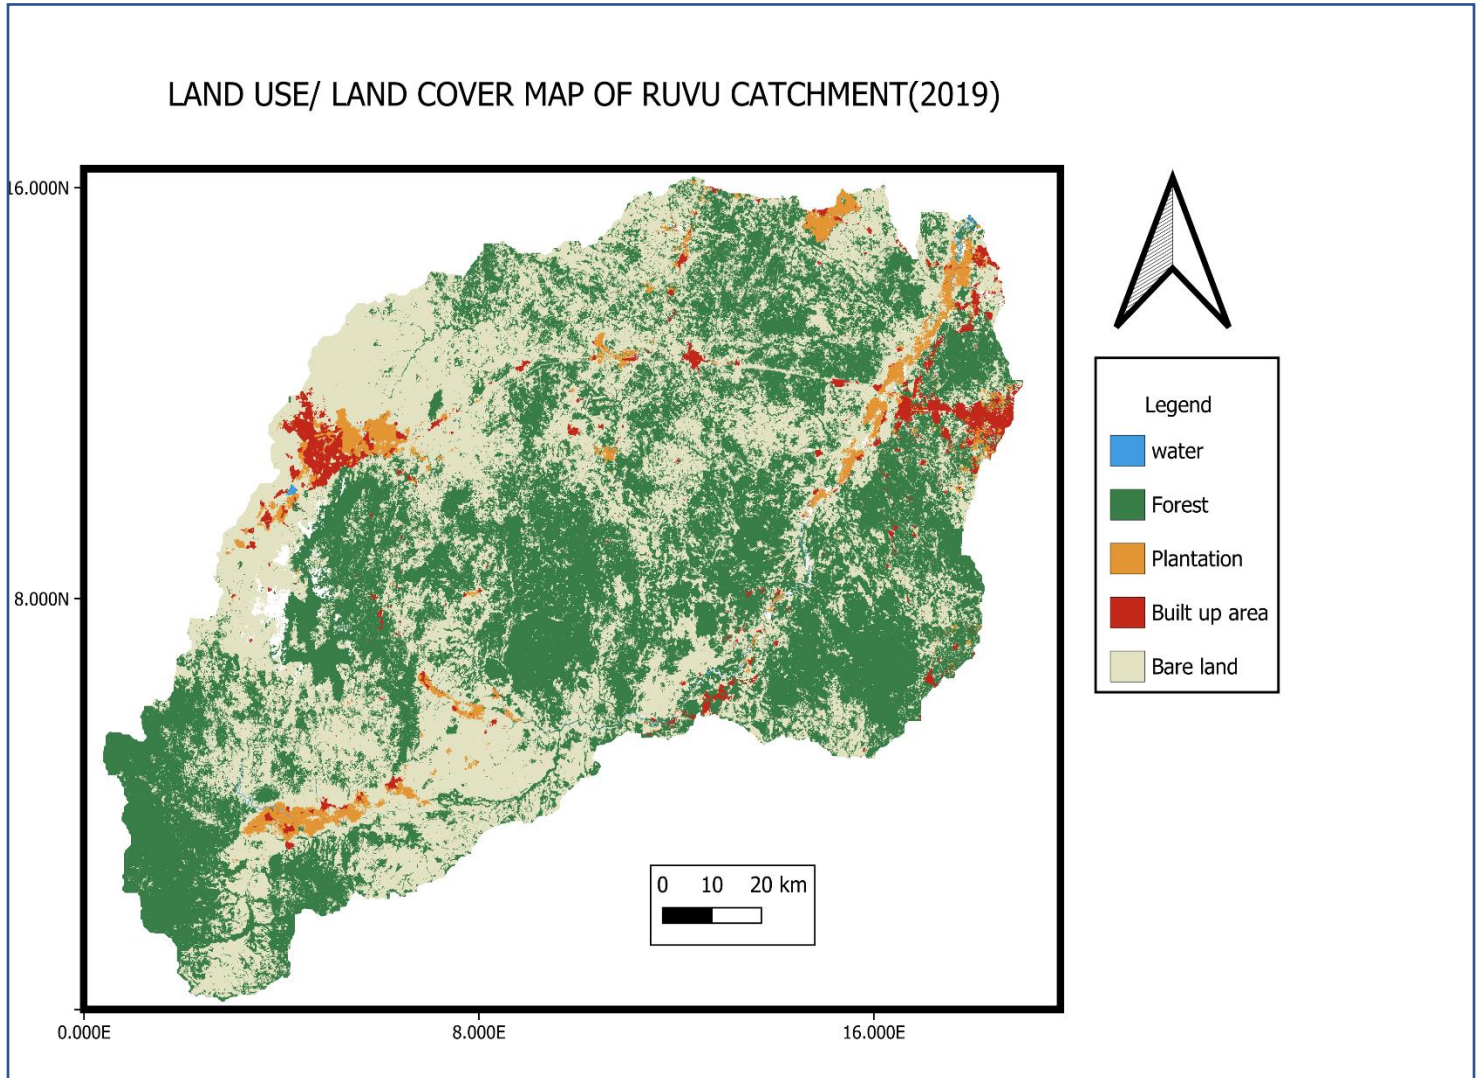 LAND USE/ LAND COVER MAP OF RUVU CATCHMENT(2019)
16.000N
8.000N
0.000E
8.000E
16.000E
0 10 20 km
Legend
water
Forest
Plantation
Built up area
Bare land